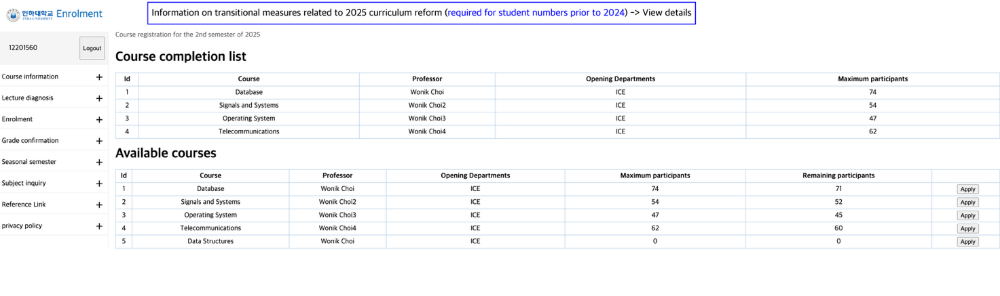 인하대학교 INHA UNIVERSITY Enrolment
Information on transitional measures related to 2025 curriculum reform (required for student numbers prior to 2024) -> View details
12201560 Logout
Course information +
Lecture diagnosis +
Enrolment +
Grade confirmation +
Seasonal semester +
Subject inquiry +
Reference Link +
privacy policy +
Course registration for the 2nd semester of 2025
Course completion list
Id Course Professor Opening Departments Maximum participants
1 Database Wonik Choi ICE 74
2 Signals and Systems Wonik Choi2 ICE 54
3 Operating System Wonik Choi3 ICE 47
4 Telecommunications Wonik Choi4 ICE 62
Available courses
Id Course Professor Opening Departments Maximum participants Remaining participants
1 Database Wonik Choi ICE 74 71 Apply
2 Signals and Systems Wonik Choi2 ICE 54 52 Apply
3 Operating System Wonik Choi3 ICE 47 45 Apply
4 Telecommunications Wonik Choi4 ICE 62 60 Apply
5 Data Structures Wonik Choi ICE 0 0 Apply